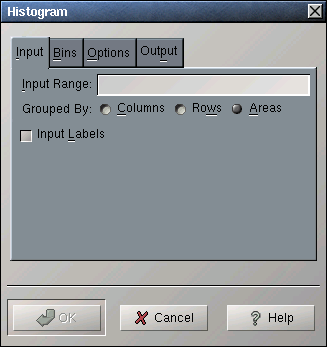 Histogram
Input Bins Options Output
Input Range:
Grouped By: Columns Rows Areas
Input Labels
OK Cancel Help